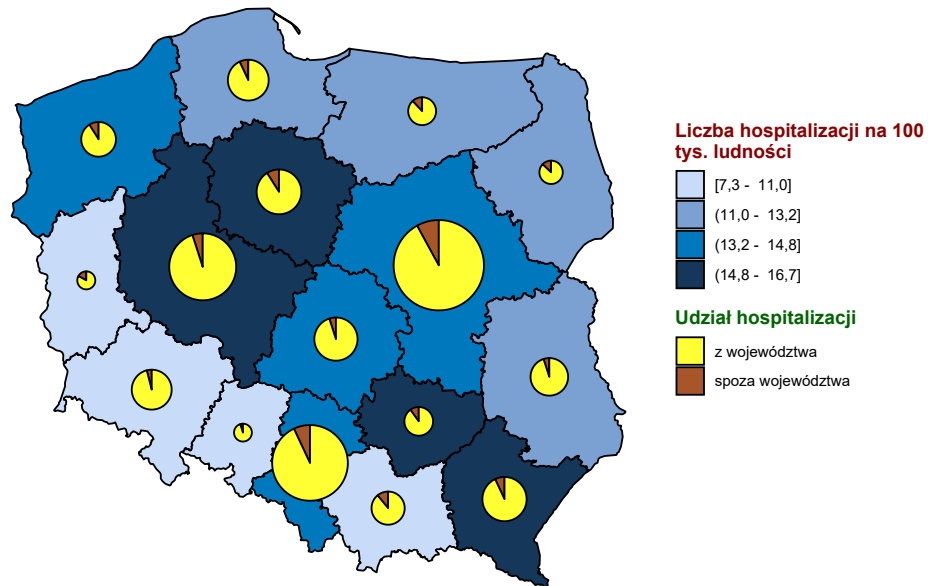 Liczba hospitalizacji na 100
tys. ludności
[7,3 - 11,0]
(11,0 - 13,2]
(13,2 - 14,8]
(14,8 - 16,7]
Udział hospitalizacji
z województwa
spoza województwa